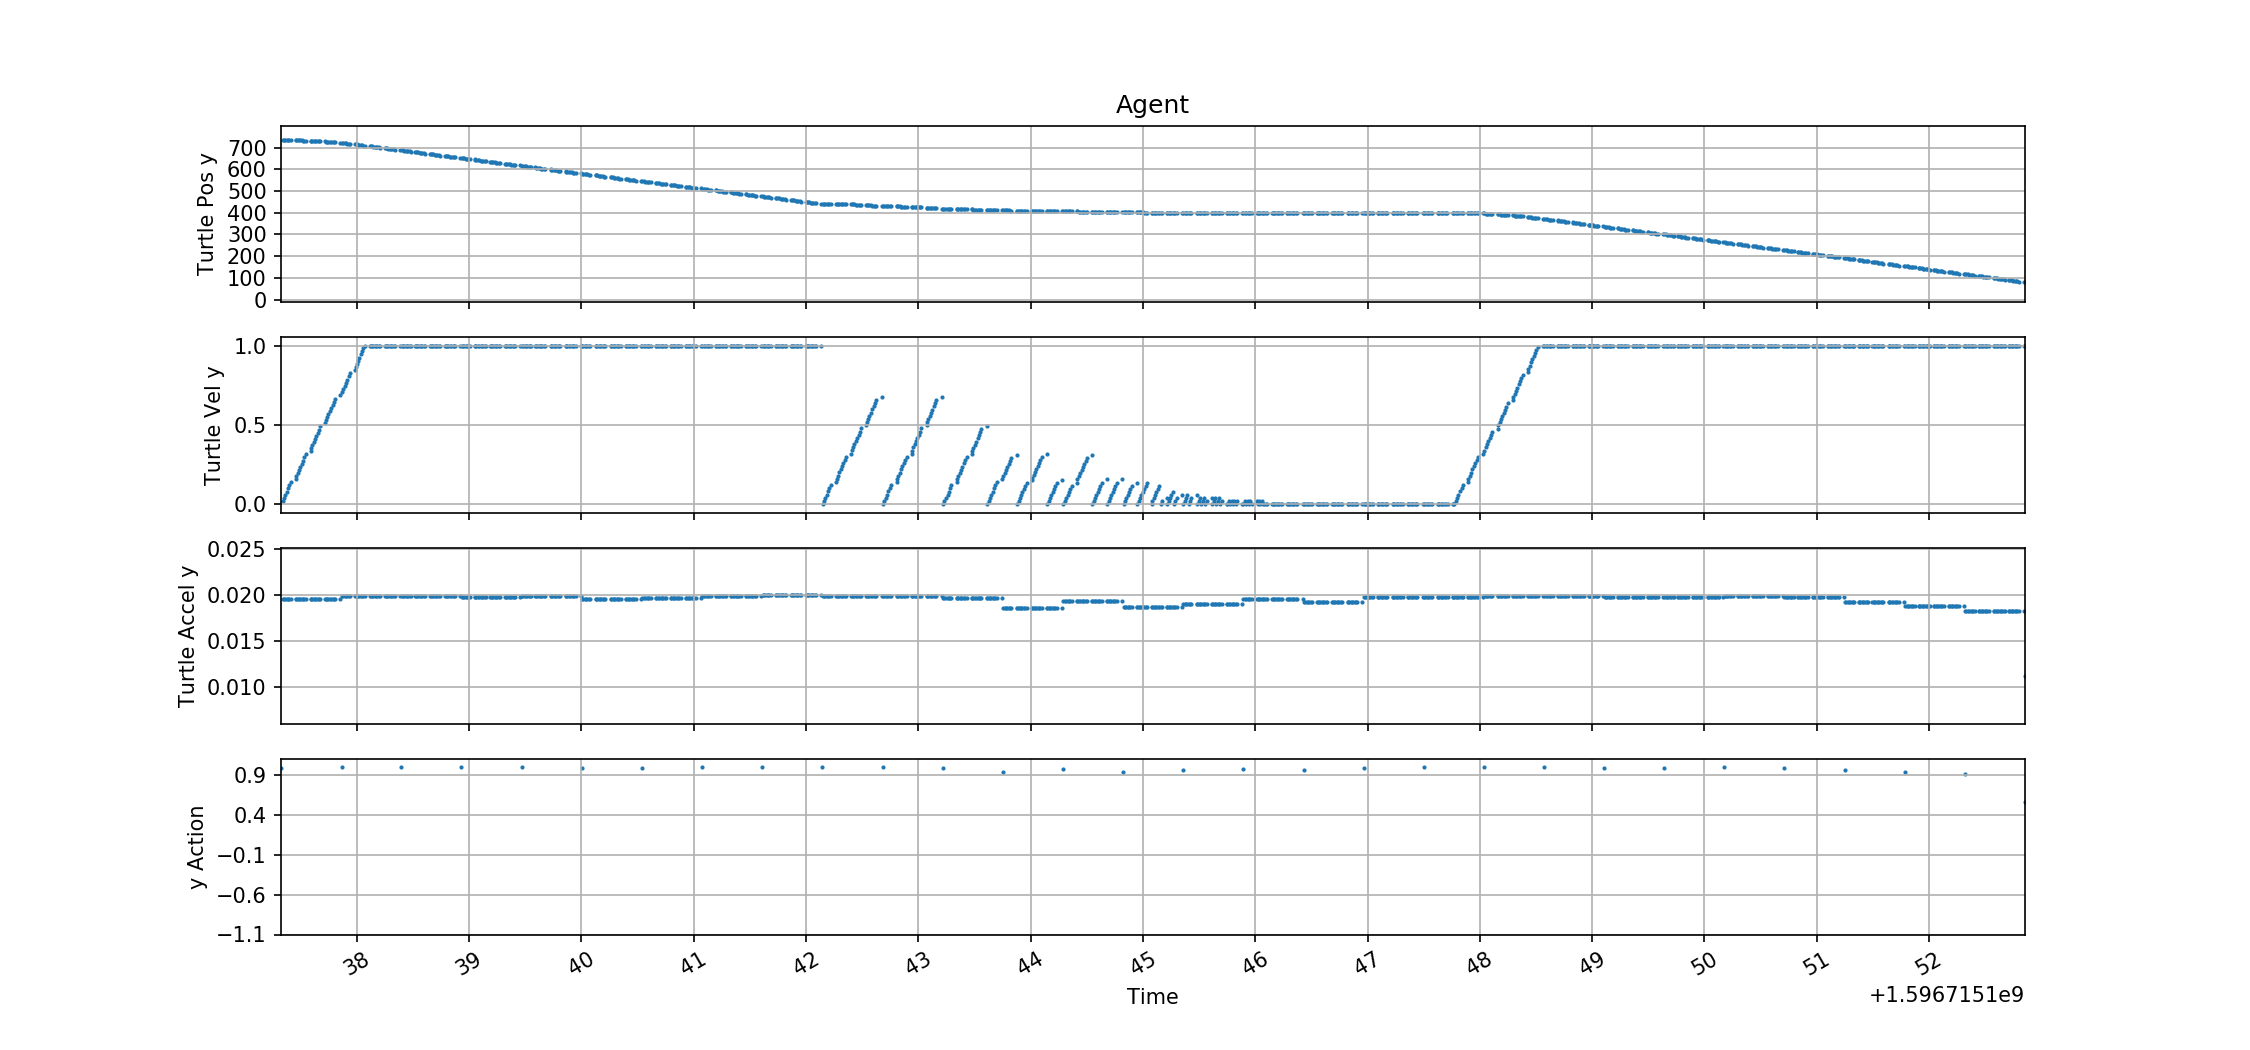 Agent
Turtle Pos y
700
600
500
400
300
200
100
0
Turtle Vel y
1.0
0.5
0.0
Turtle Accel y
0.025
0.020
0.015
0.010
y Action
0.9
0.4
−0.1
−0.6
−1.1
38 39 40 41 42 43 44 45 46 47 48 49 50 51 52
Time
+1.5967151e9